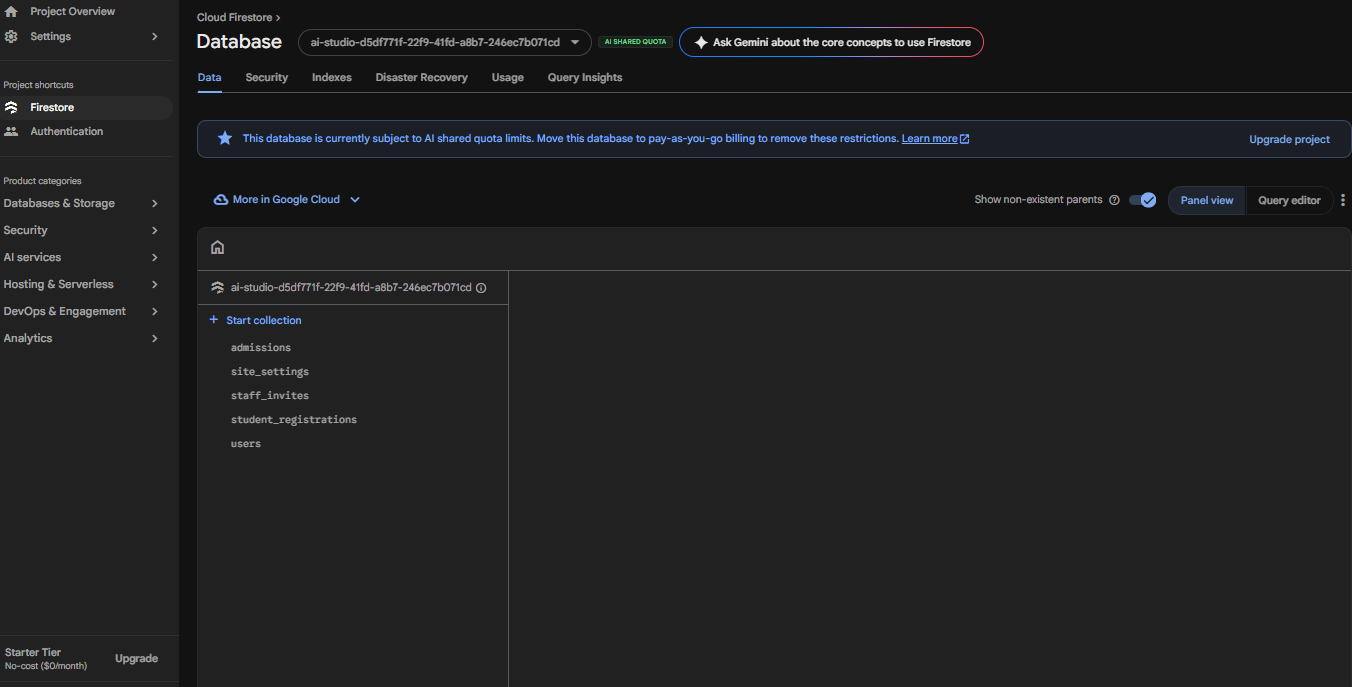 Project Overview
Settings
Project shortcuts
Firestore
Authentication
Product categories
Databases & Storage
Security
AI services
Hosting & Serverless
DevOps & Engagement
Analytics
Starter Tier
No-cost ($0/month)
Upgrade
Cloud Firestore
Database
ai-studio-d5df771f-22f9-41fd-a8b7-246ec7b071cd
AI SHARED QUOTA
Ask Gemini about the core concepts to use Firestore
Data Security Indexes Disaster Recovery Usage Query Insights
This database is currently subject to AI shared quota limits. Move this database to pay-as-you-go billing to remove these restrictions. Learn more
Upgrade project
More in Google Cloud
Show non-existent parents
Panel view
Query editor
ai-studio-d5df771f-22f9-41fd-a8b7-246ec7b071cd
+ Start collection
admissions
site_settings
staff_invites
student_registrations
users